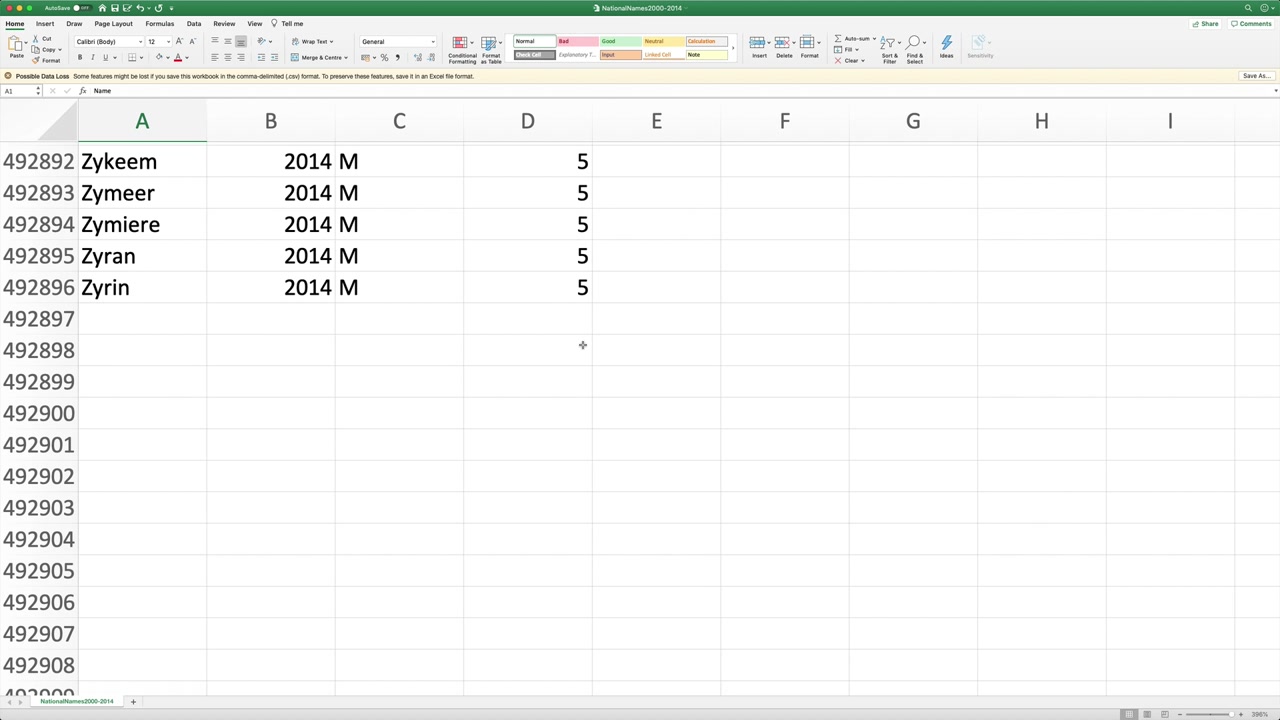 AutoSave OFF NationalNames2000-2014
Home Insert Draw Page Layout Formulas Data Review View Tell me Share Comments
Paste Cut Copy Format Calibri (Body) 12 Wrap Text Merge & Centre General Conditional Formatting Format as Table Normal Bad Good Neutral Calculation Check Cell Explanatory T... Input Linked Cell Note Insert Delete Format Auto-sum Fill Clear Sort & Filter Find & Select Ideas Sensitivity
Possible Data Loss Some features might be lost if you save this workbook in the comma-delimited (.csv) format. To preserve these features, save it in an Excel file format. Save As...
A1 fx Name
A B C D E F G H I
492892 Zykeem 2014 M 5
492893 Zymeer 2014 M 5
492894 Zymiere 2014 M 5
492895 Zyran 2014 M 5
492896 Zyrin 2014 M 5
492897
492898
492899
492900
492901
492902
492903
492904
492905
492906
492907
492908
492909
NationalNames2000-2014
396%